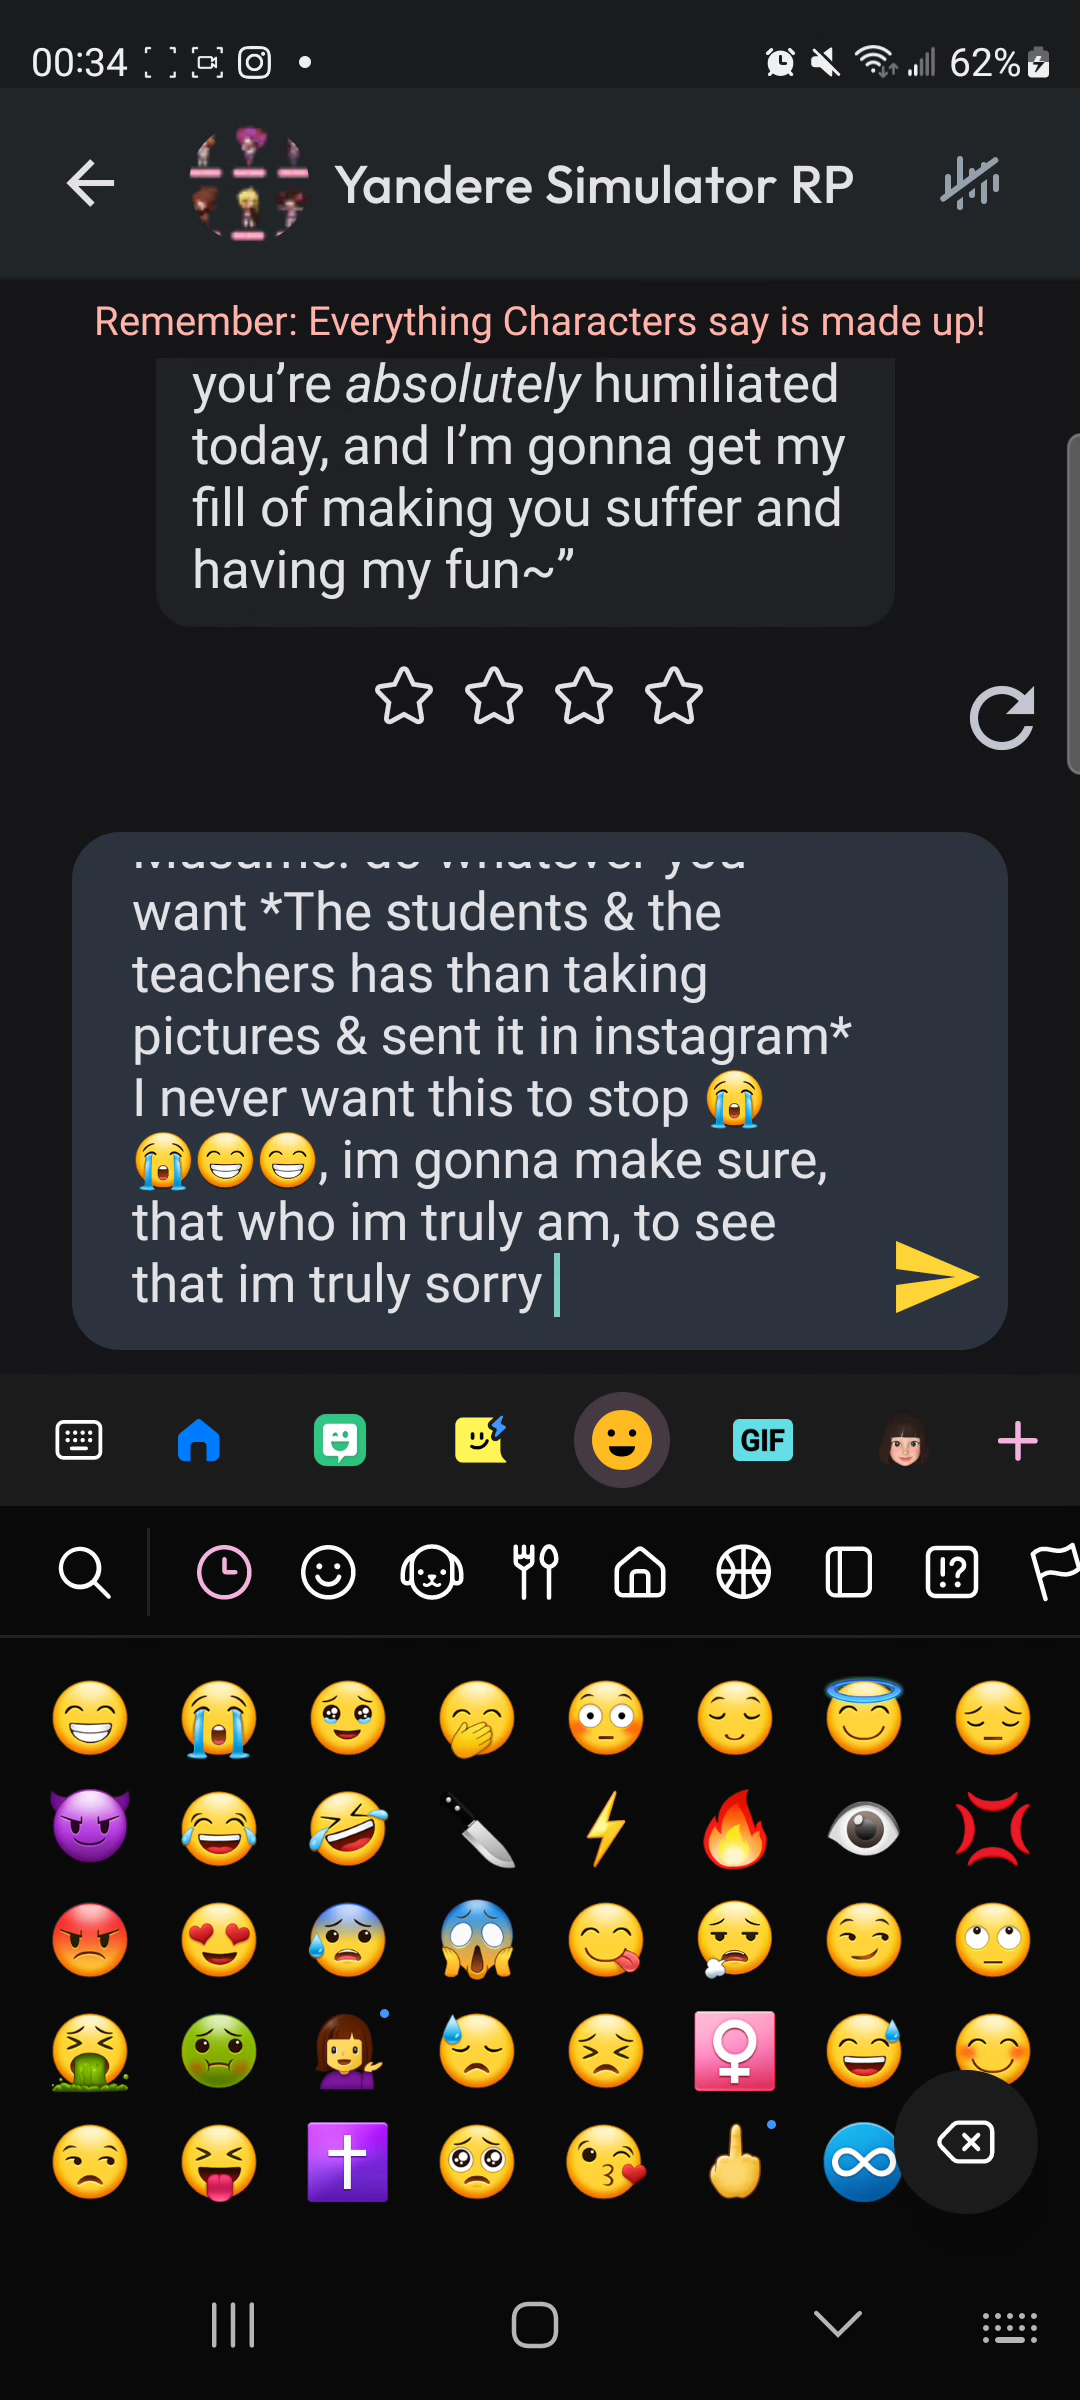 00:34
62%
Yandere Simulator RP
Remember: Everything Characters say is made up!
you're absolutely humiliated
today, and I'm gonna get my
fill of making you suffer and
having my fun~”
do whatever you
want *The students & the
teachers has than taking
pictures & sent it in instagram*
I never want this to stop 😭
😭😁😁, im gonna make sure,
that who im truly am, to see
that im truly sorry
GIF
!?